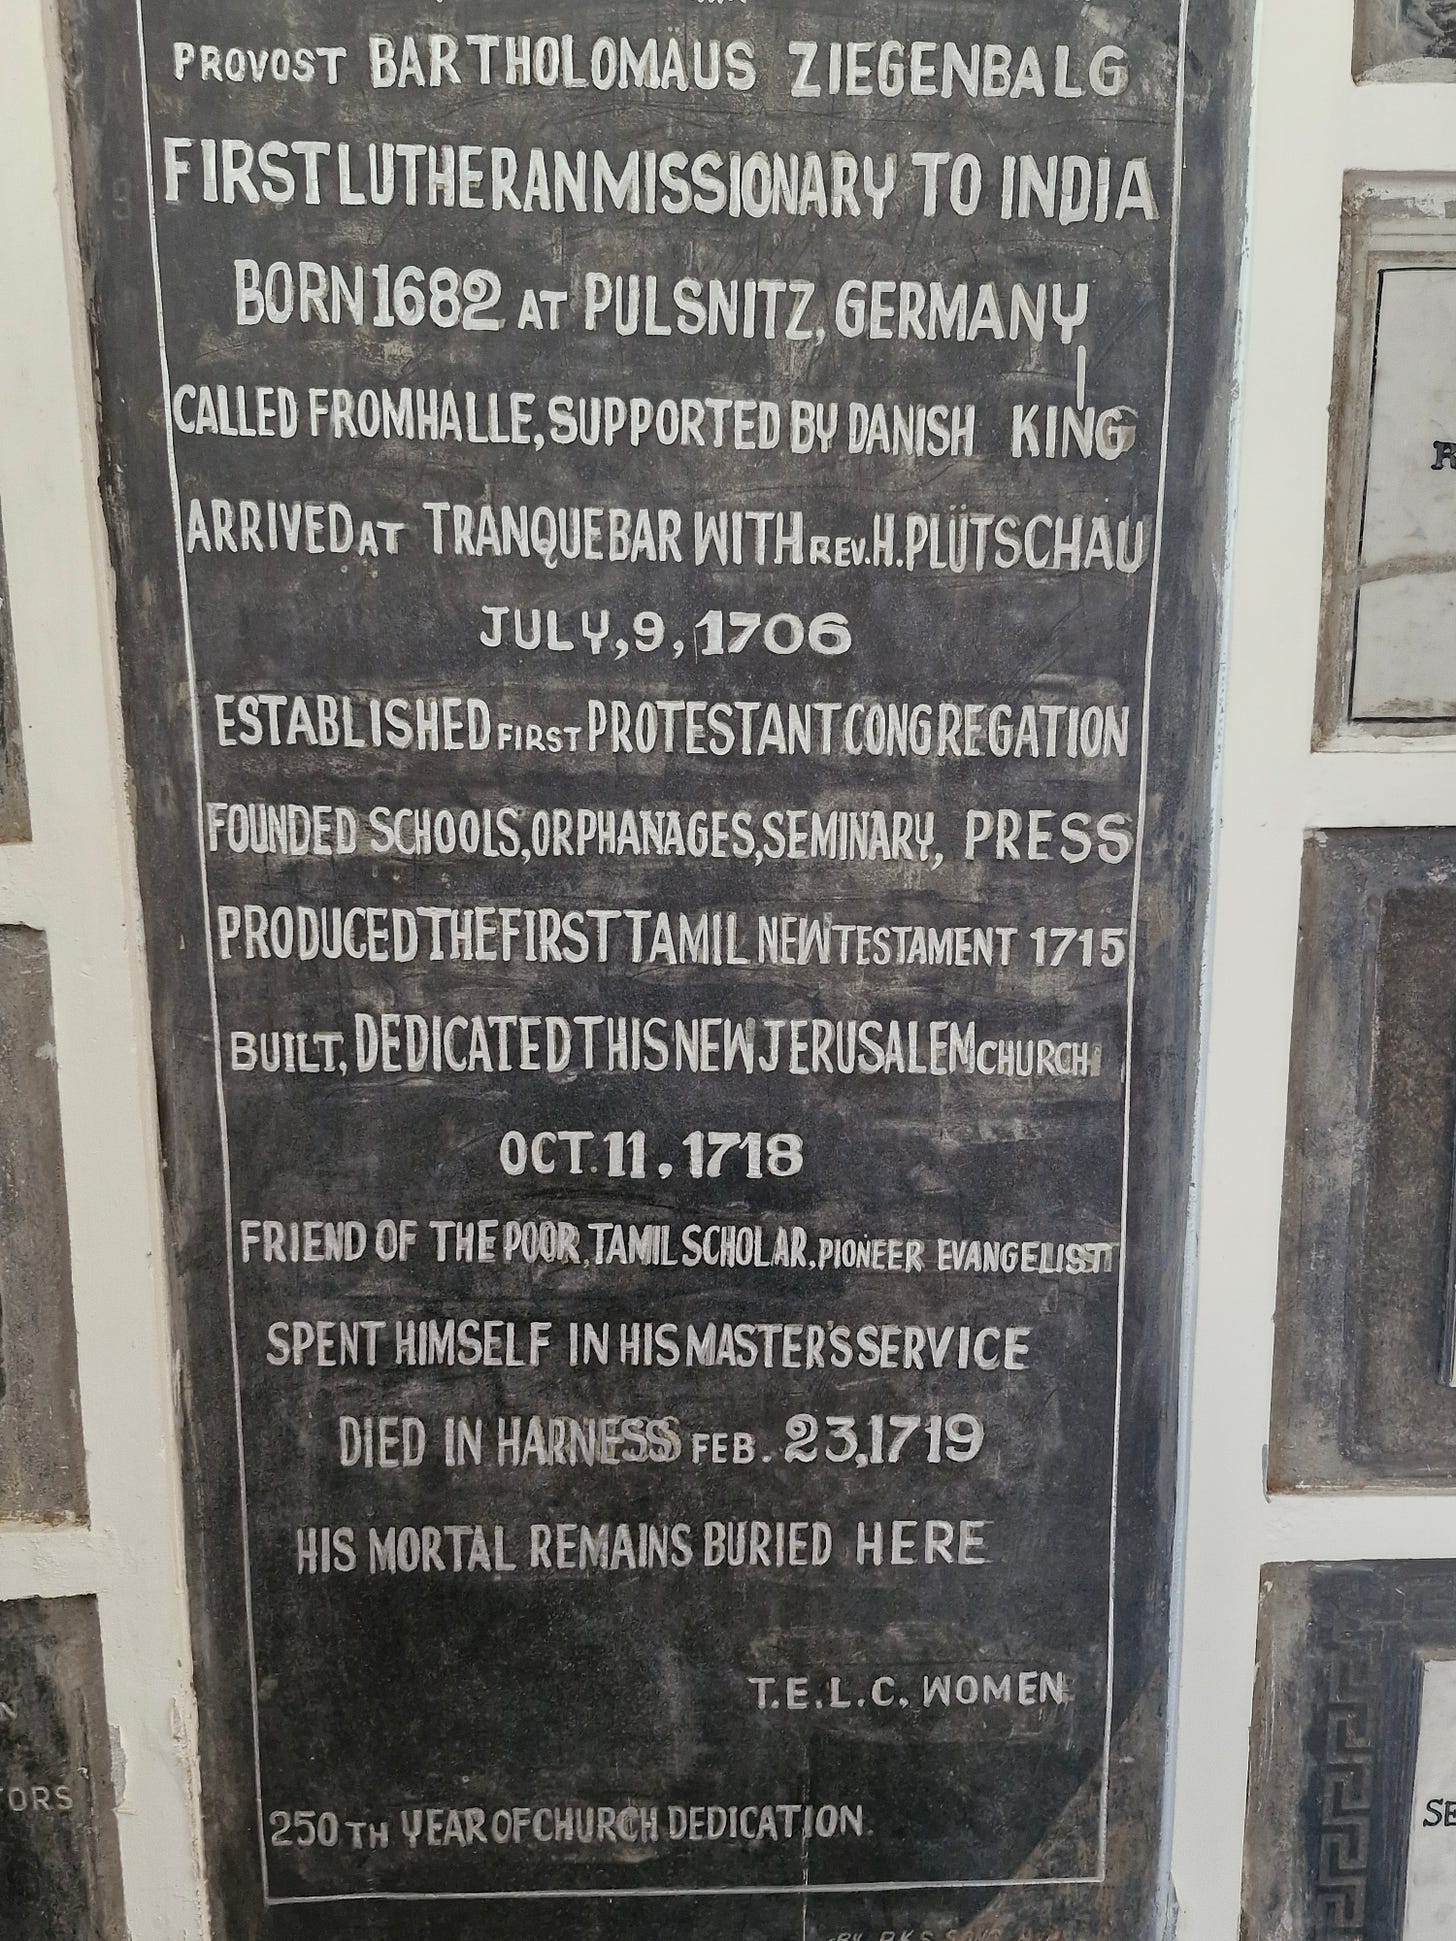 PROVOST BARTHOLOMÄUS ZIEGENBALG
FIRST LUTHERAN MISSIONARY TO INDIA
BORN 1682 AT PULSNITZ, GERMANY
CALLED FROM HALLE, SUPPORTED BY DANISH KING
ARRIVED AT TRANQUEBAR WITH REV. H. PLÜTSCHAU
JULY, 9, 1706
ESTABLISHED FIRST PROTESTANT CONGREGATION
FOUNDED SCHOOLS, ORPHANAGES, SEMINARY, PRESS
PRODUCED THE FIRST TAMIL NEW TESTAMENT 1715
BUILT, DEDICATED THIS NEW JERUSALEM CHURCH
OCT. 11, 1718
FRIEND OF THE POOR, TAMIL SCHOLAR, PIONEER EVANGELIST
SPENT HIMSELF IN HIS MASTER'S SERVICE
DIED IN HARNESS FEB. 23, 1719
HIS MORTAL REMAINS BURIED HERE
T.E.L.C. WOMEN
250TH YEAR OF CHURCH DEDICATION